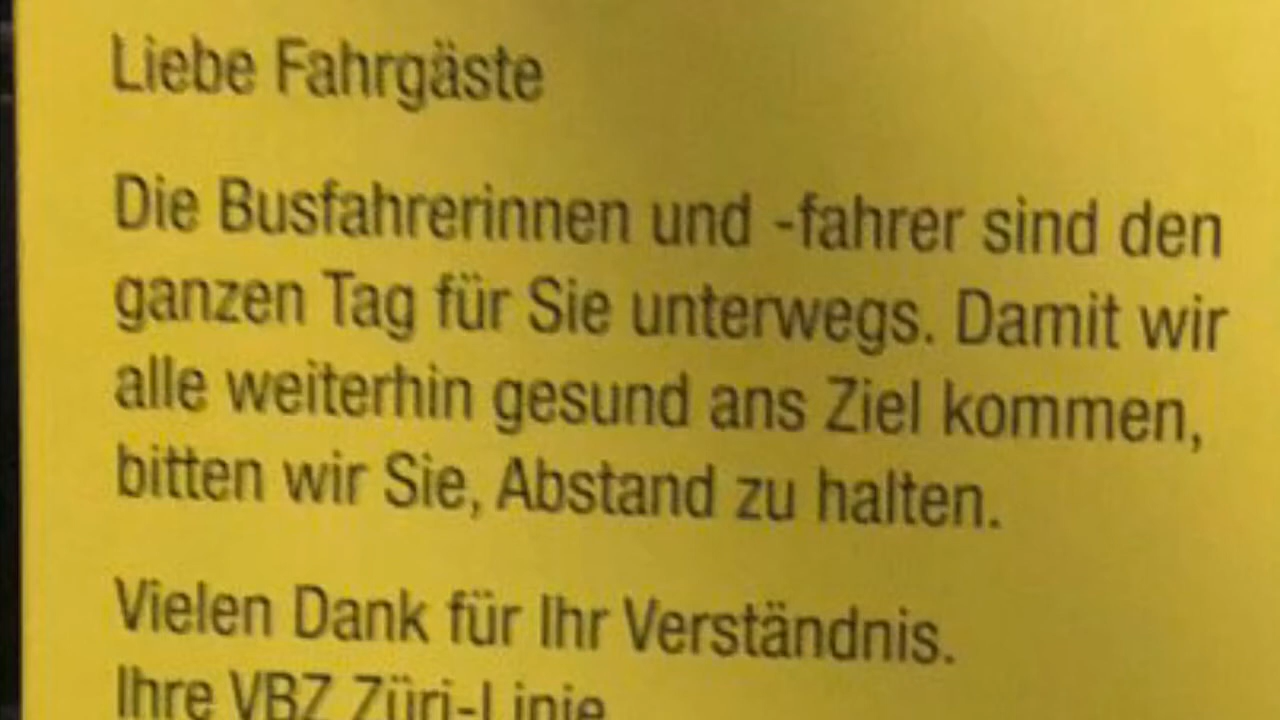 Liebe Fahrgäste
Die Busfahrerinnen und -fahrer sind den
ganzen Tag für Sie unterwegs. Damit wir
alle weiterhin gesund ans Ziel kommen,
bitten wir Sie, Abstand zu halten.
Vielen Dank für Ihr Verständnis.
Ihre VBZ Züri-Linie